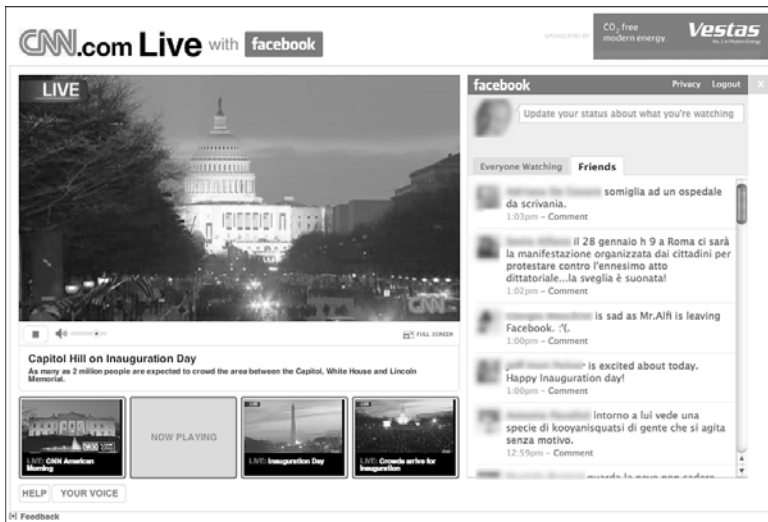 CNN.com Live with facebook
SPONSORED BY
CO2 free
modern energy.
Vestas
No. 1 in Modern Energy
LIVE
CNN
FULL SCREEN
Capitol Hill on Inauguration Day
As many as 2 million people are expected to crowd the area between the Capitol, White House and Lincoln
Memorial.
LIVE: CNN American
Morning
NOW PLAYING
LIVE: Inauguration Day
LIVE: Crowds arrive for
Inauguration
HELP
YOUR VOICE
[+] Feedback
facebook
Privacy
Logout
X
Update your status about what you're watching
Everyone Watching
Friends
somiglia ad un ospedale
da scrivania.
1:03pm – Comment
il 28 gennaio h 9 a Roma ci sarà
la manifestazione organizzata dai cittadini per
protestare contro l'ennesimo atto
dittatoriale...la sveglia è suonata!
1:02pm – Comment
is sad as Mr.Alfi is leaving
Facebook. :'(.
1:00pm – Comment
is excited about today.
Happy Inauguration day!
1:00pm – Comment
intorno a lui vede una
specie di kooyanisquatsi di gente che si agita
senza motivo.
12:59pm – Comment
guarda la neve non cadere